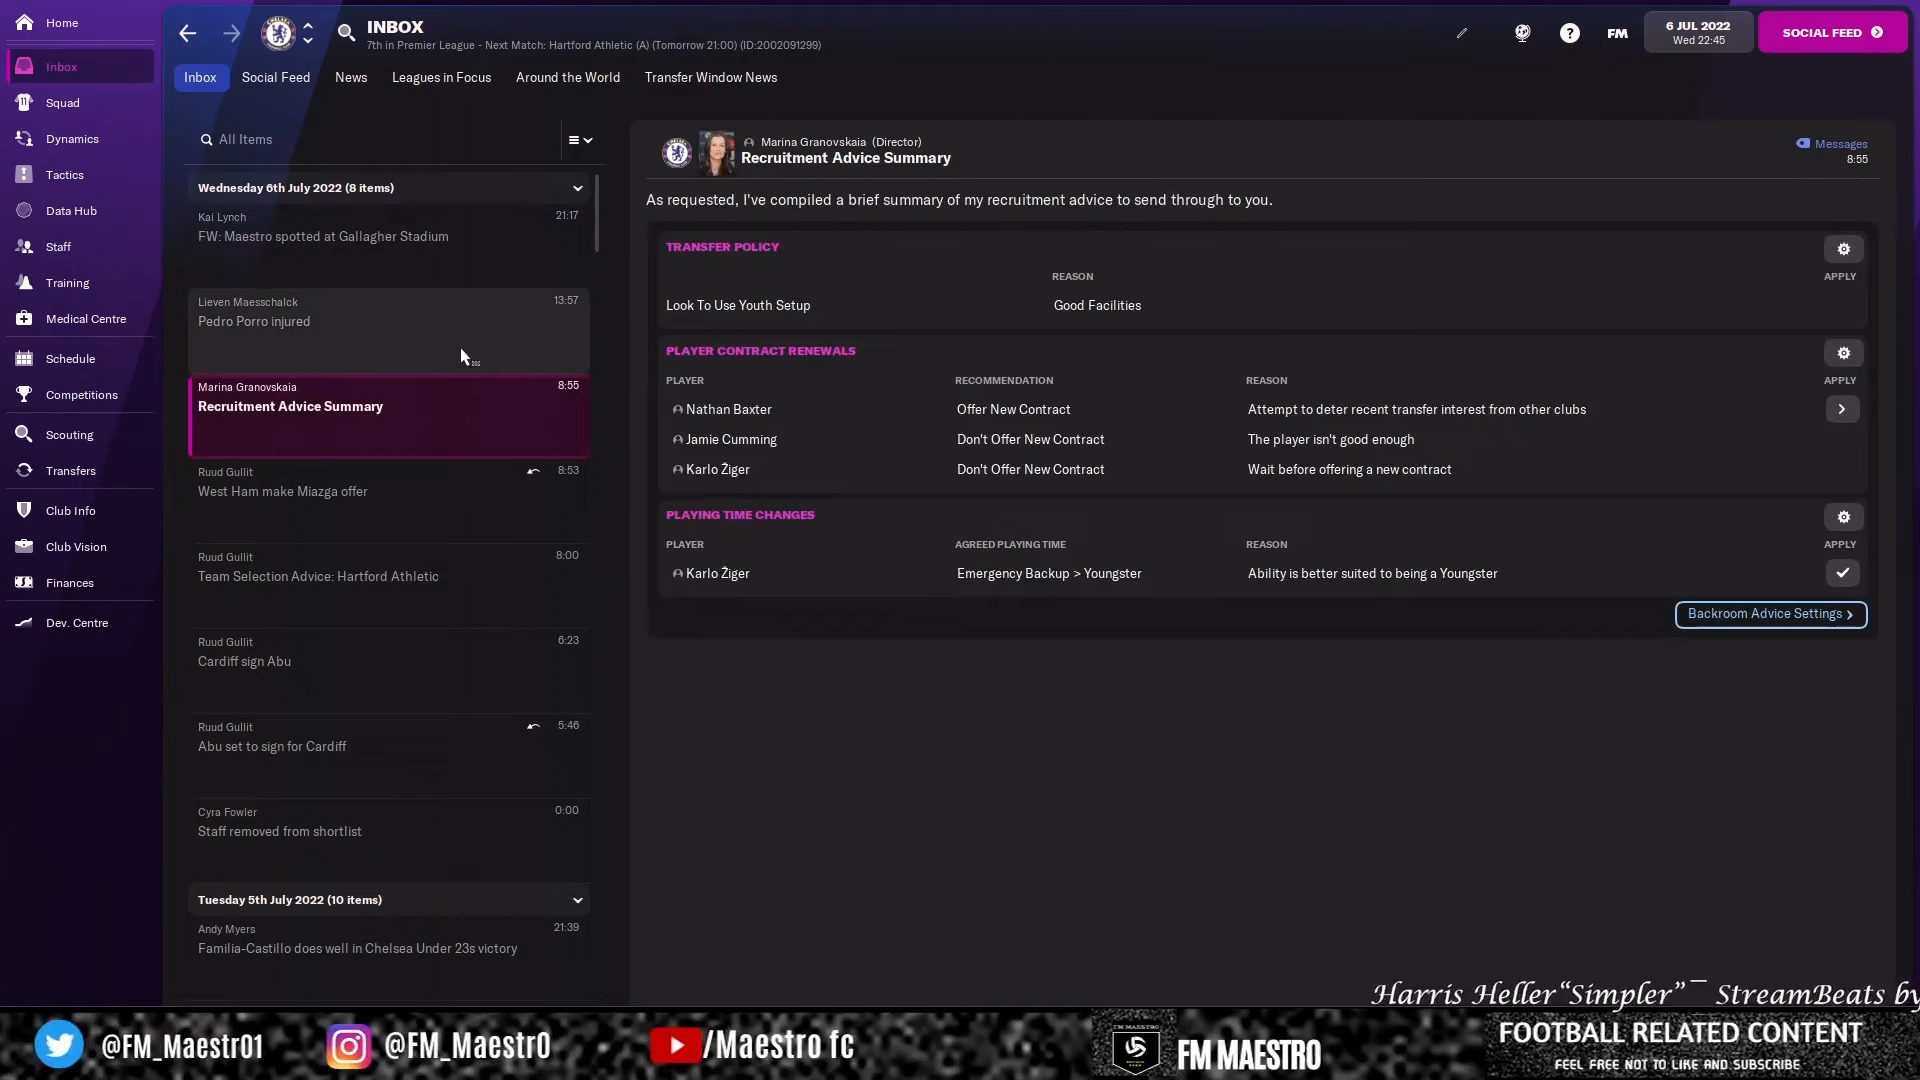 Home
Inbox
Squad
Dynamics
Tactics
Data Hub
Staff
Training
Medical Centre
Schedule
Competitions
Scouting
Transfers
Club Info
Club Vision
Finances
Dev. Centre
INBOX
7th in Premier League - Next Match: Hartford Athletic (A) (Tomorrow 21:00) (ID:2002091299)
FM
6 JUL 2022
Wed 22:45
SOCIAL FEED
Inbox Social Feed News Leagues in Focus Around the World Transfer Window News
All Items
Wednesday 6th July 2022 (8 items)
Kai Lynch 21:17
FW: Maestro spotted at Gallagher Stadium
Lieven Maesschalck 13:57
Pedro Porro injured
Marina Granovskaia 8:55
Recruitment Advice Summary
Ruud Gullit 8:53
West Ham make Miazga offer
Ruud Gullit 8:00
Team Selection Advice: Hartford Athletic
Ruud Gullit 6:23
Cardiff sign Abu
Ruud Gullit 5:46
Abu set to sign for Cardiff
Cyra Fowler 0:00
Staff removed from shortlist
Tuesday 5th July 2022 (10 items)
Andy Myers 21:39
Familia-Castillo does well in Chelsea Under 23s victory
Marina Granovskaia (Director)
Recruitment Advice Summary
Messages
8:55
As requested, I've compiled a brief summary of my recruitment advice to send through to you.
TRANSFER POLICY
REASON APPLY
Look To Use Youth Setup Good Facilities
PLAYER CONTRACT RENEWALS
PLAYER RECOMMENDATION REASON APPLY
Nathan Baxter Offer New Contract Attempt to deter recent transfer interest from other clubs
Jamie Cumming Don't Offer New Contract The player isn't good enough
Karlo Žiger Don't Offer New Contract Wait before offering a new contract
PLAYING TIME CHANGES
PLAYER AGREED PLAYING TIME REASON APPLY
Karlo Žiger Emergency Backup > Youngster Ability is better suited to being a Youngster
Backroom Advice Settings >
Harris Heller“Simpler” – StreamBeats by
@FM_Maestr01 @FM_Maestr0 /Maestro fc
FM MAESTRO
FM MAESTRO
FOOTBALL RELATED CONTENT
FEEL FREE NOT TO LIKE AND SUBSCRIBE